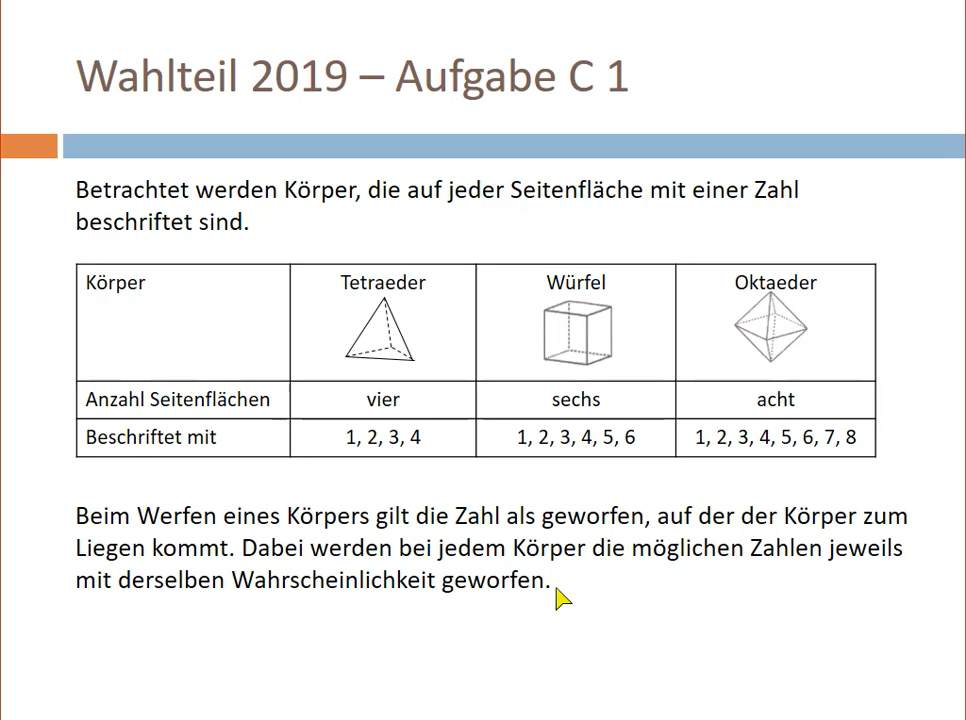 Wahlteil 2019 – Aufgabe C 1
Betrachtet werden Körper, die auf jeder Seitenfläche mit einer Zahl
beschriftet sind.
Körper Tetraeder Würfel Oktaeder
Anzahl Seitenflächen vier sechs acht
Beschriftet mit 1, 2, 3, 4 1, 2, 3, 4, 5, 6 1, 2, 3, 4, 5, 6, 7, 8
Beim Werfen eines Körpers gilt die Zahl als geworfen, auf der der Körper zum
Liegen kommt. Dabei werden bei jedem Körper die möglichen Zahlen jeweils
mit derselben Wahrscheinlichkeit geworfen.